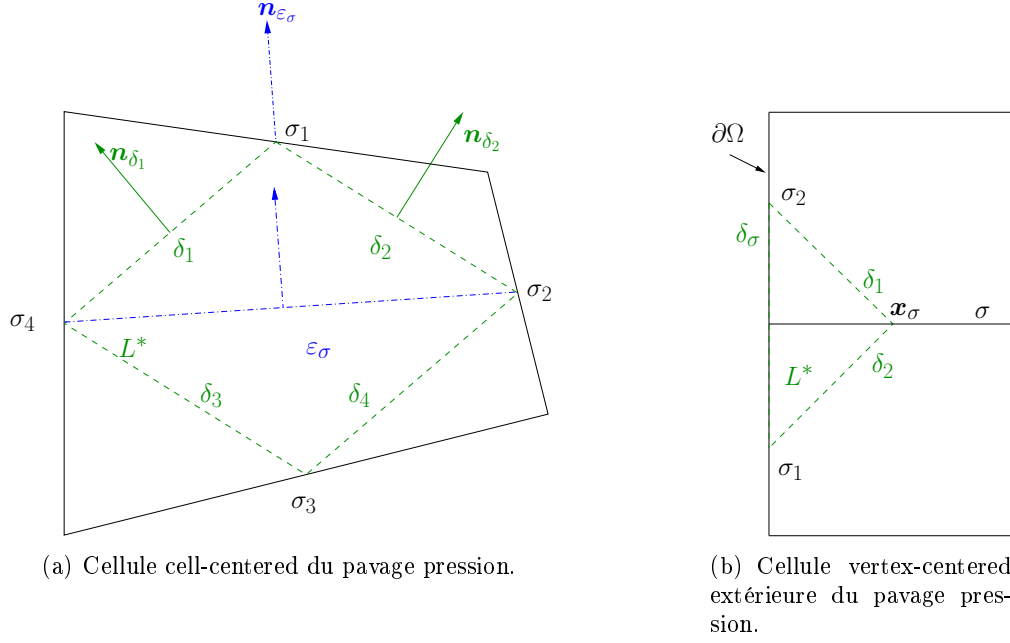 n_{ε_σ}
σ_1
n_{δ_1}
n_{δ_2}
δ_1
δ_2
σ_2
σ_4
ε_σ
L*
δ_3
δ_4
σ_3
(a) Cellule cell-centered du pavage pression.
∂Ω
σ_2
δ_σ
δ_1
x_σ
σ
L*
δ_2
σ_1
(b) Cellule vertex-centered
extérieure du pavage pres-
sion.